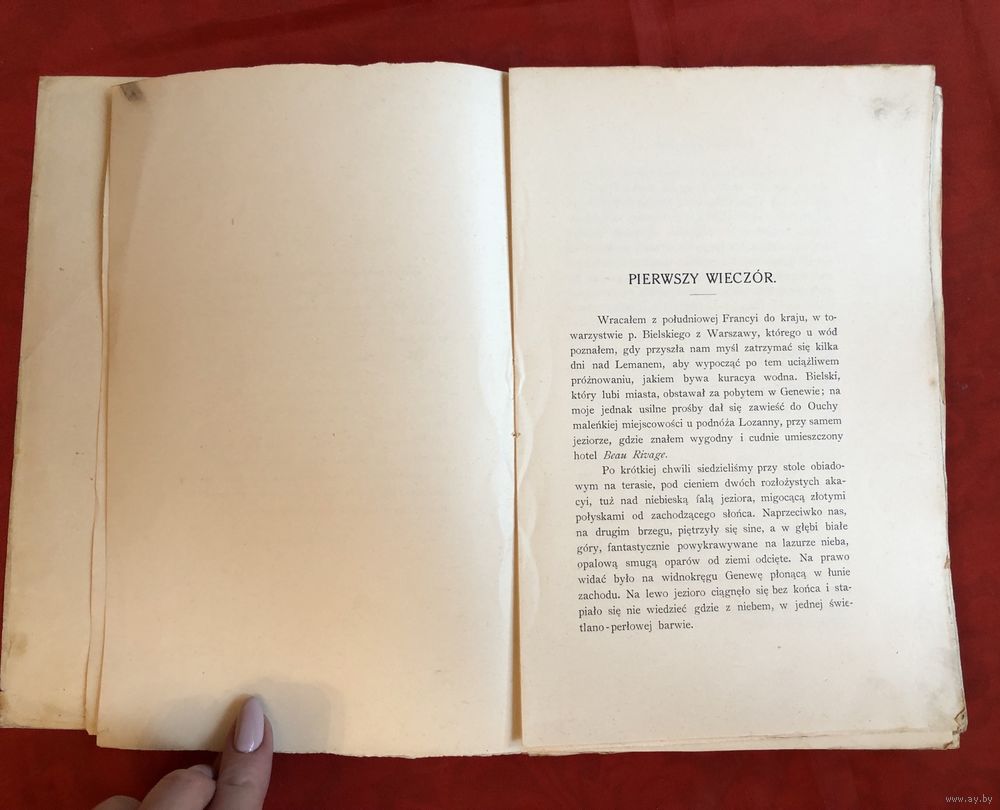 PIERWSZY WIECZÓR.
Wracałem z południowej Francyi do kraju, w to-
warzystwie p. Bielskiego z Warszawy, którego u wód
poznałem, gdy przyszła nam myśl zatrzymać się kilka
dni nad Lemanem, aby wypocząć po tem uciążliwem
próżnowaniu, jakiem bywa kuracya wodna. Bielski,
który lubi miasta, obstawał za pobytem w Genewie; na
moje jednak usilne prośby dał się zawieść do Ouchy
maleńkiej miejscowości u podnóża Lozanny, przy samem
jeziorze, gdzie znałem wygodny i cudnie umieszczony
hotel Beau Rivage.
Po krótkiej chwili siedzieliśmy przy stole obiado-
wym na terasie, pod cieniem dwóch rozłożystych aka-
cyi, tuż nad niebieską falą jeziora, migocącą złotymi
połyskami od zachodzącego słońca. Naprzeciwko nas,
na drugim brzegu, piętrzyły się sine, a w głębi białe
góry, fantastycznie powykrawywane na lazurze nieba,
opalową smugą oparów od ziemi odcięte. Na prawo
widać było na widnokręgu Genewę płonącą w łunie
zachodu. Na lewo jezioro ciągnęło się bez końca i sta-
piało się nie wiedzieć gdzie z niebem, w jednej świe-
tlano-perłowej barwie.
www.ay.by